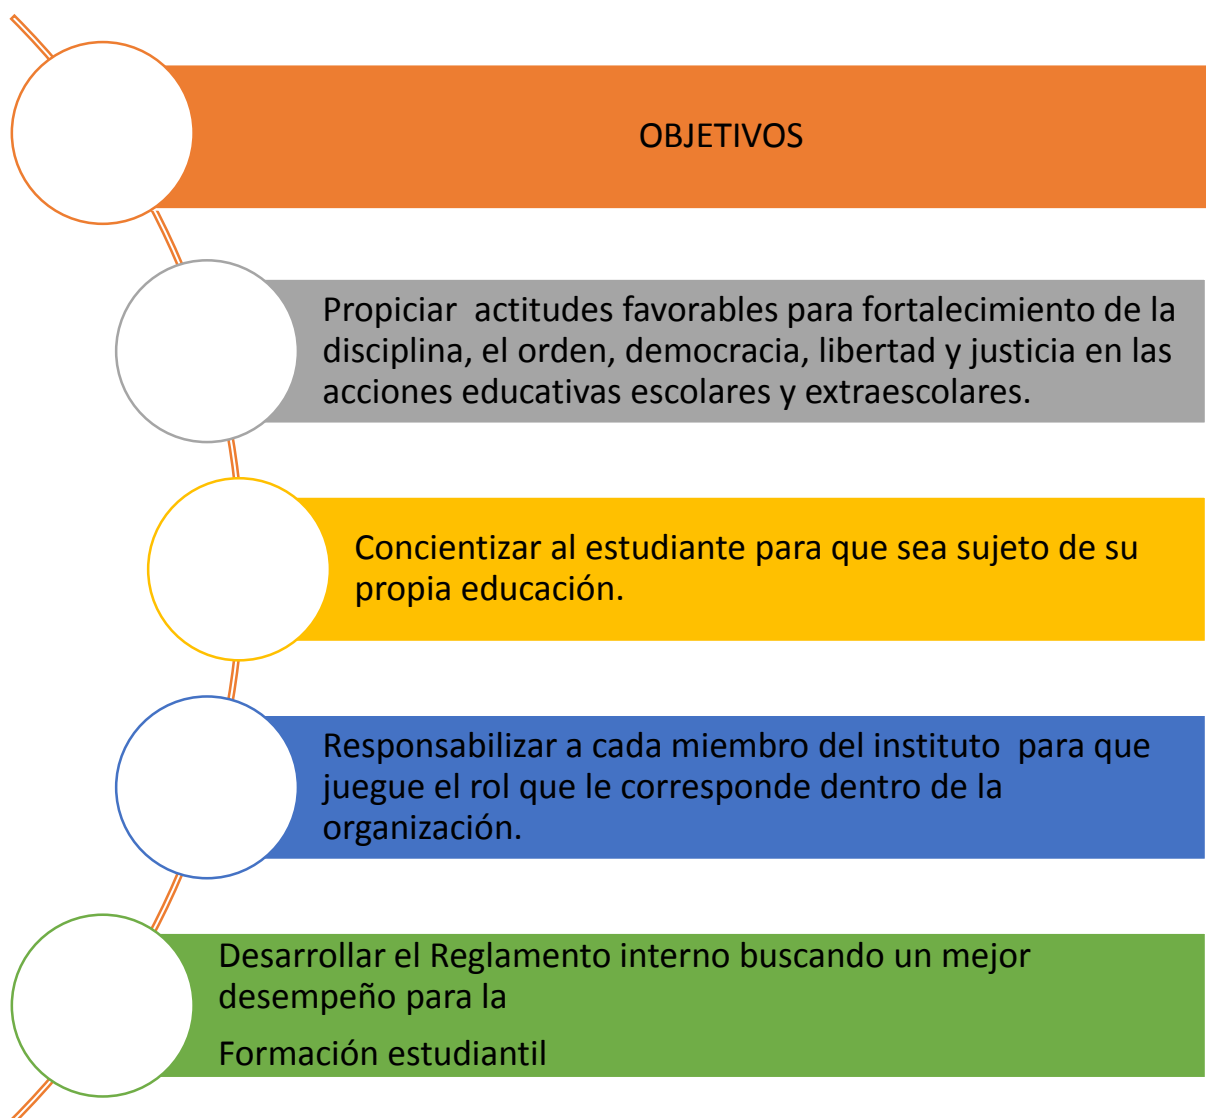 OBJETIVOS
Propiciar  actitudes favorables para fortalecimiento de la
disciplina, el orden, democracia, libertad y justicia en las
acciones educativas escolares y extraescolares.
Concientizar al estudiante para que sea sujeto de su
propia educación.
Responsabilizar a cada miembro del instituto  para que
juegue el rol que le corresponde dentro de la
organización.
Desarrollar el Reglamento interno buscando un mejor
desempeño para la
Formación estudiantil